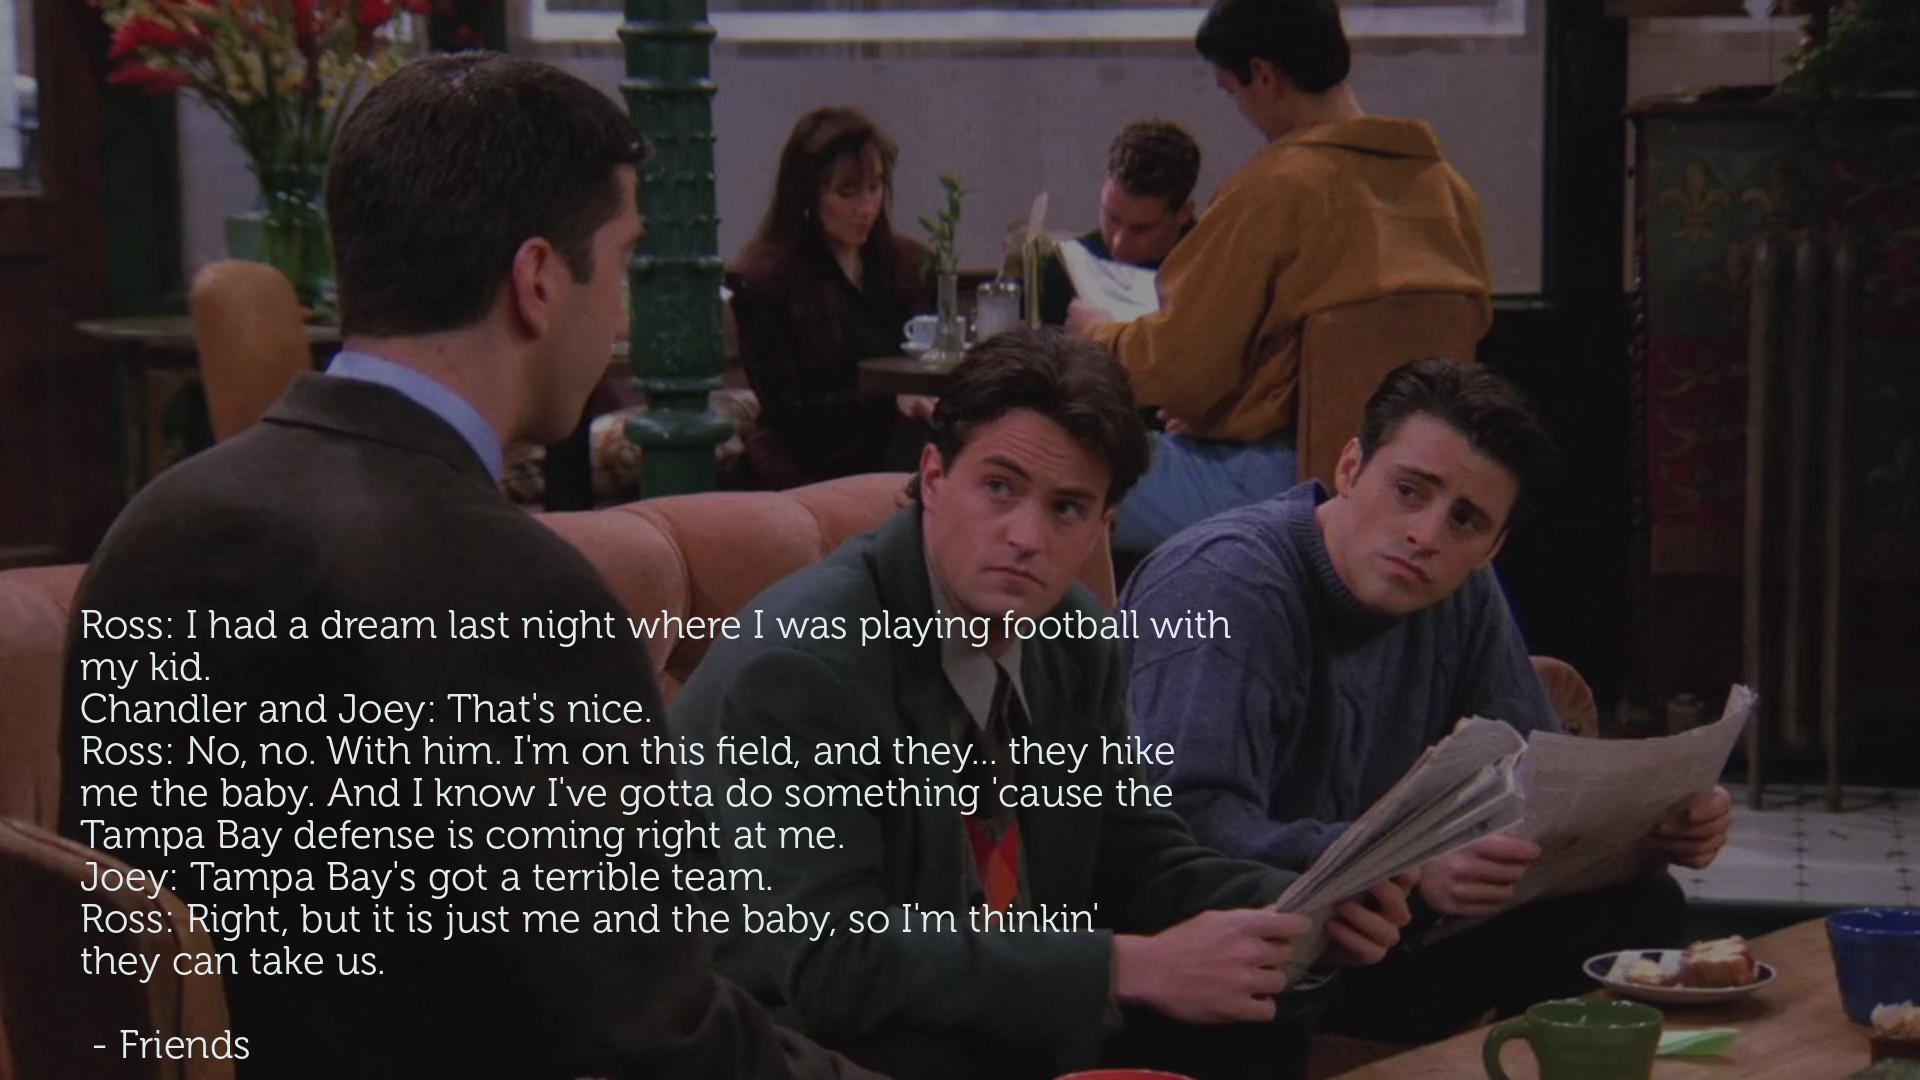 Ross: I had a dream last night where I was playing football with
my kid.
Chandler and Joey: That's nice.
Ross: No, no. With him. I'm on this field, and they... they hike
me the baby. And I know I've gotta do something 'cause the
Tampa Bay defense is coming right at me.
Joey: Tampa Bay's got a terrible team.
Ross: Right, but it is just me and the baby, so I'm thinkin'
they can take us.
- Friends